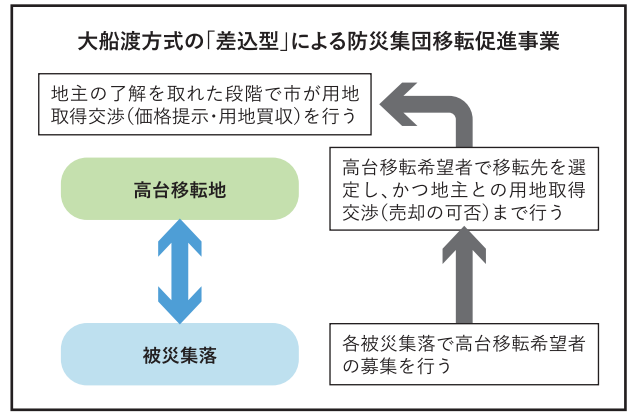 大船渡方式の「差込型」による防災集団移転促進事業
地主の了解を取れた段階で市が用地
取得交渉(価格提示・用地買収)を行う
高台移転希望者で移転先を選
定し、かつ地主との用地取得
交渉(売却の可否)まで行う
高台移転地
被災集落
各被災集落で高台移転希望者
の募集を行う